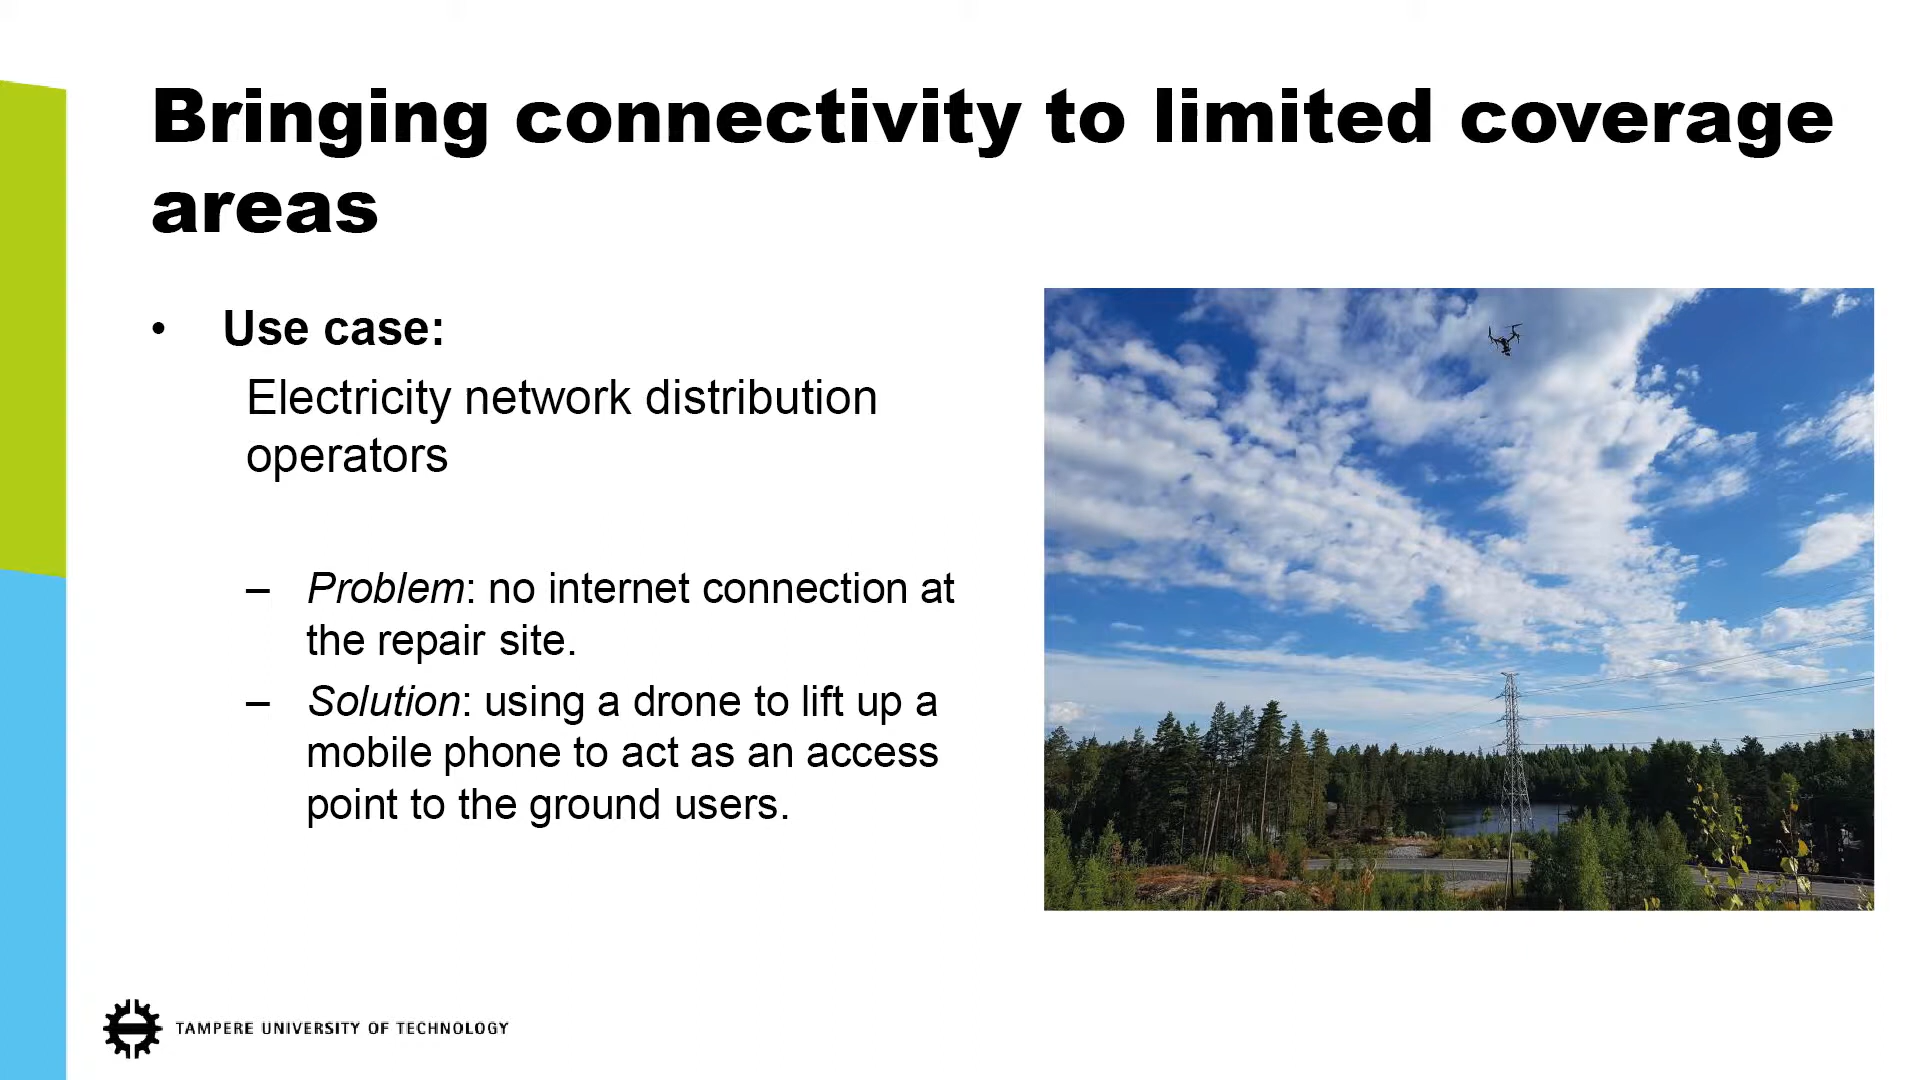 Bringing connectivity to limited coverage
areas
• Use case:
Electricity network distribution
operators
– Problem: no internet connection at
the repair site.
– Solution: using a drone to lift up a
mobile phone to act as an access
point to the ground users.
TAMPERE UNIVERSITY OF TECHNOLOGY